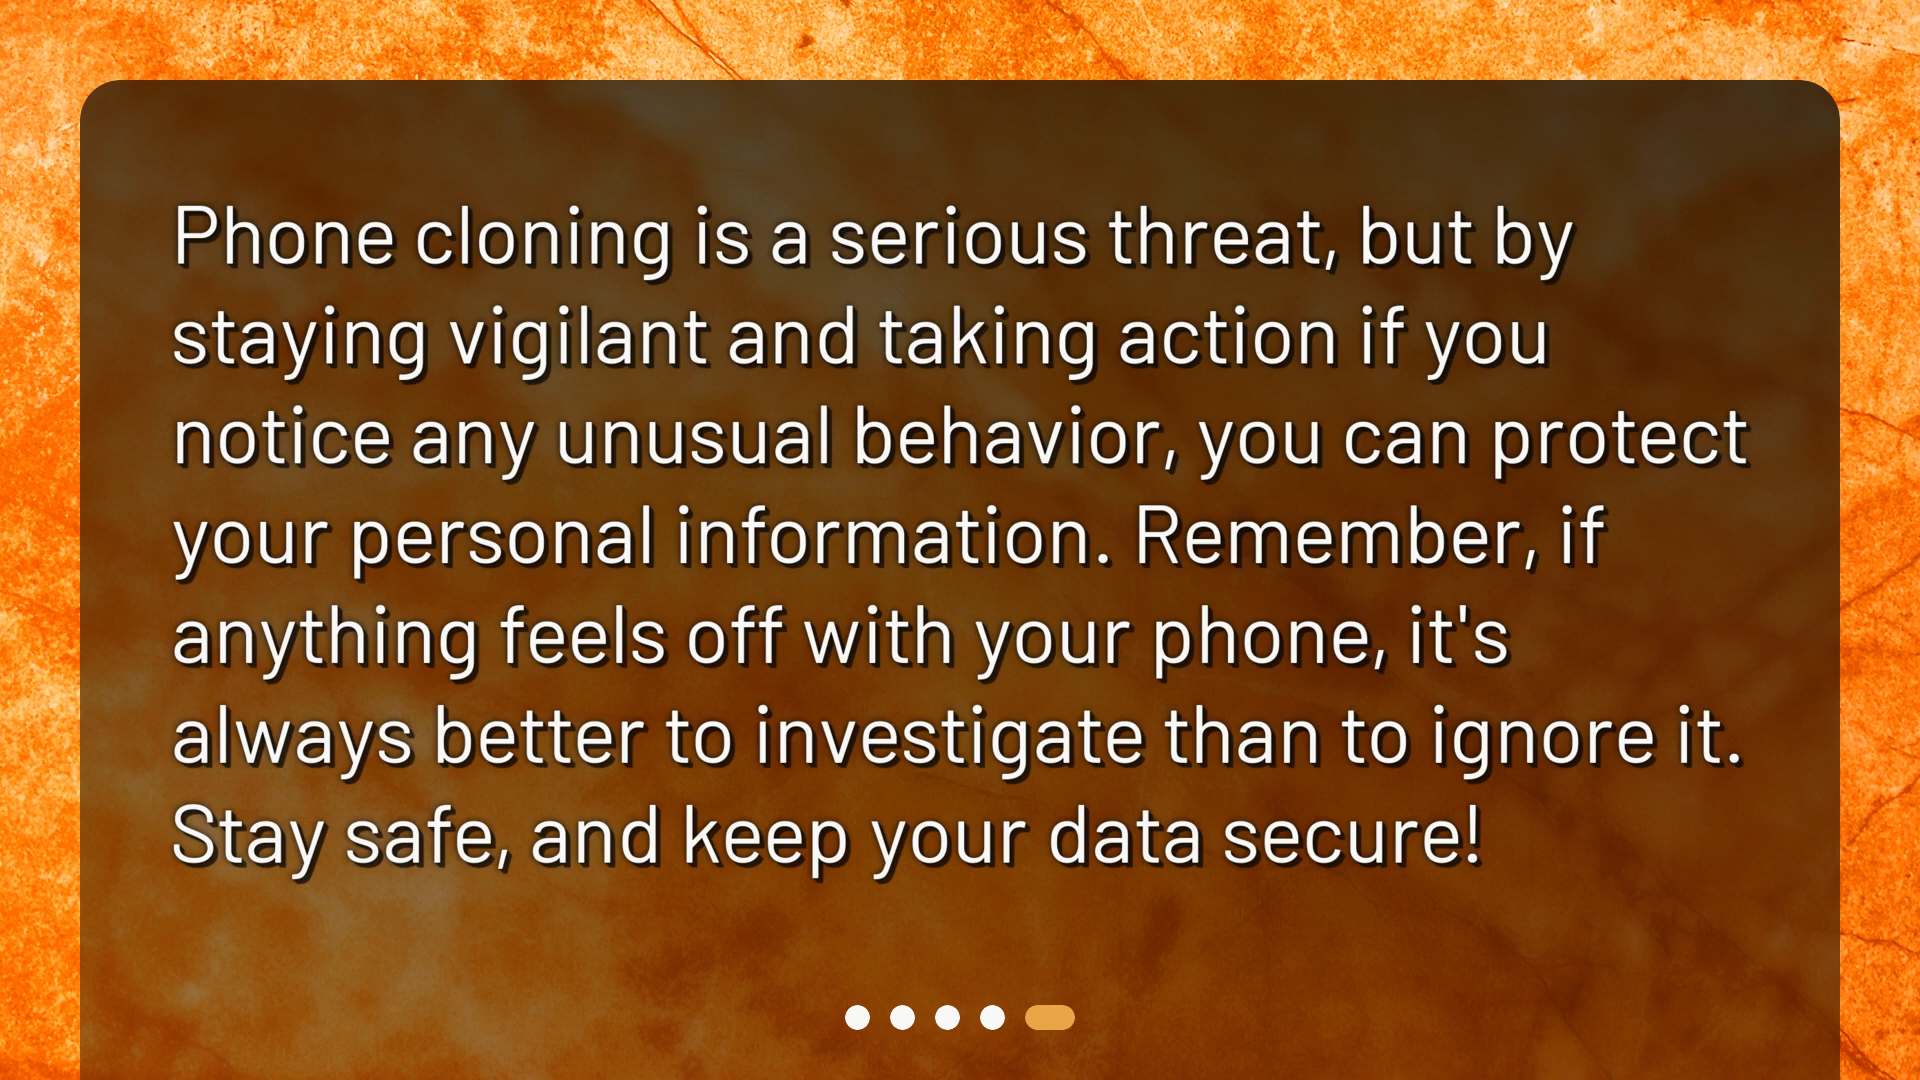 Phone cloning is a serious threat, but by
staying vigilant and taking action if you
notice any unusual behavior, you can protect
your personal information. Remember, if
anything feels off with your phone, it's
always better to investigate than to ignore it.
Stay safe, and keep your data secure!